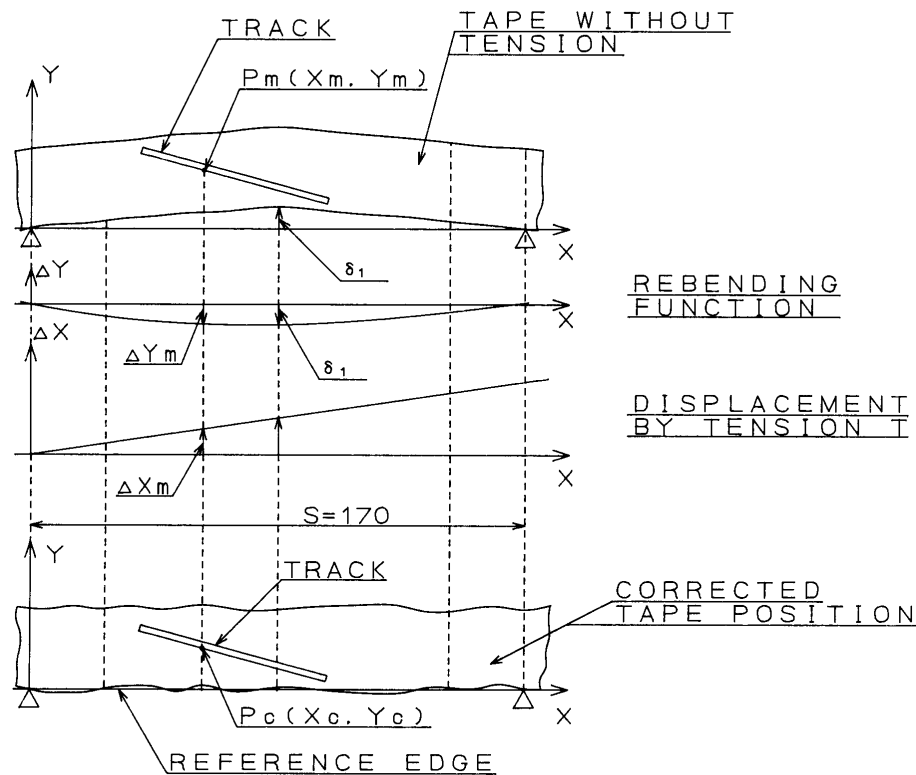 TRACK
TAPE WITHOUT
TENSION
Y
Pm(Xm. Ym)
X
δ1
ΔY
REBENDING
FUNCTION
X
ΔX
ΔYm
δ1
DISPLACEMENT
BY TENSION T
ΔXm
X
S=170
Y
TRACK
CORRECTED
TAPE POSITION
X
Pc(Xc. Yc)
REFERENCE EDGE